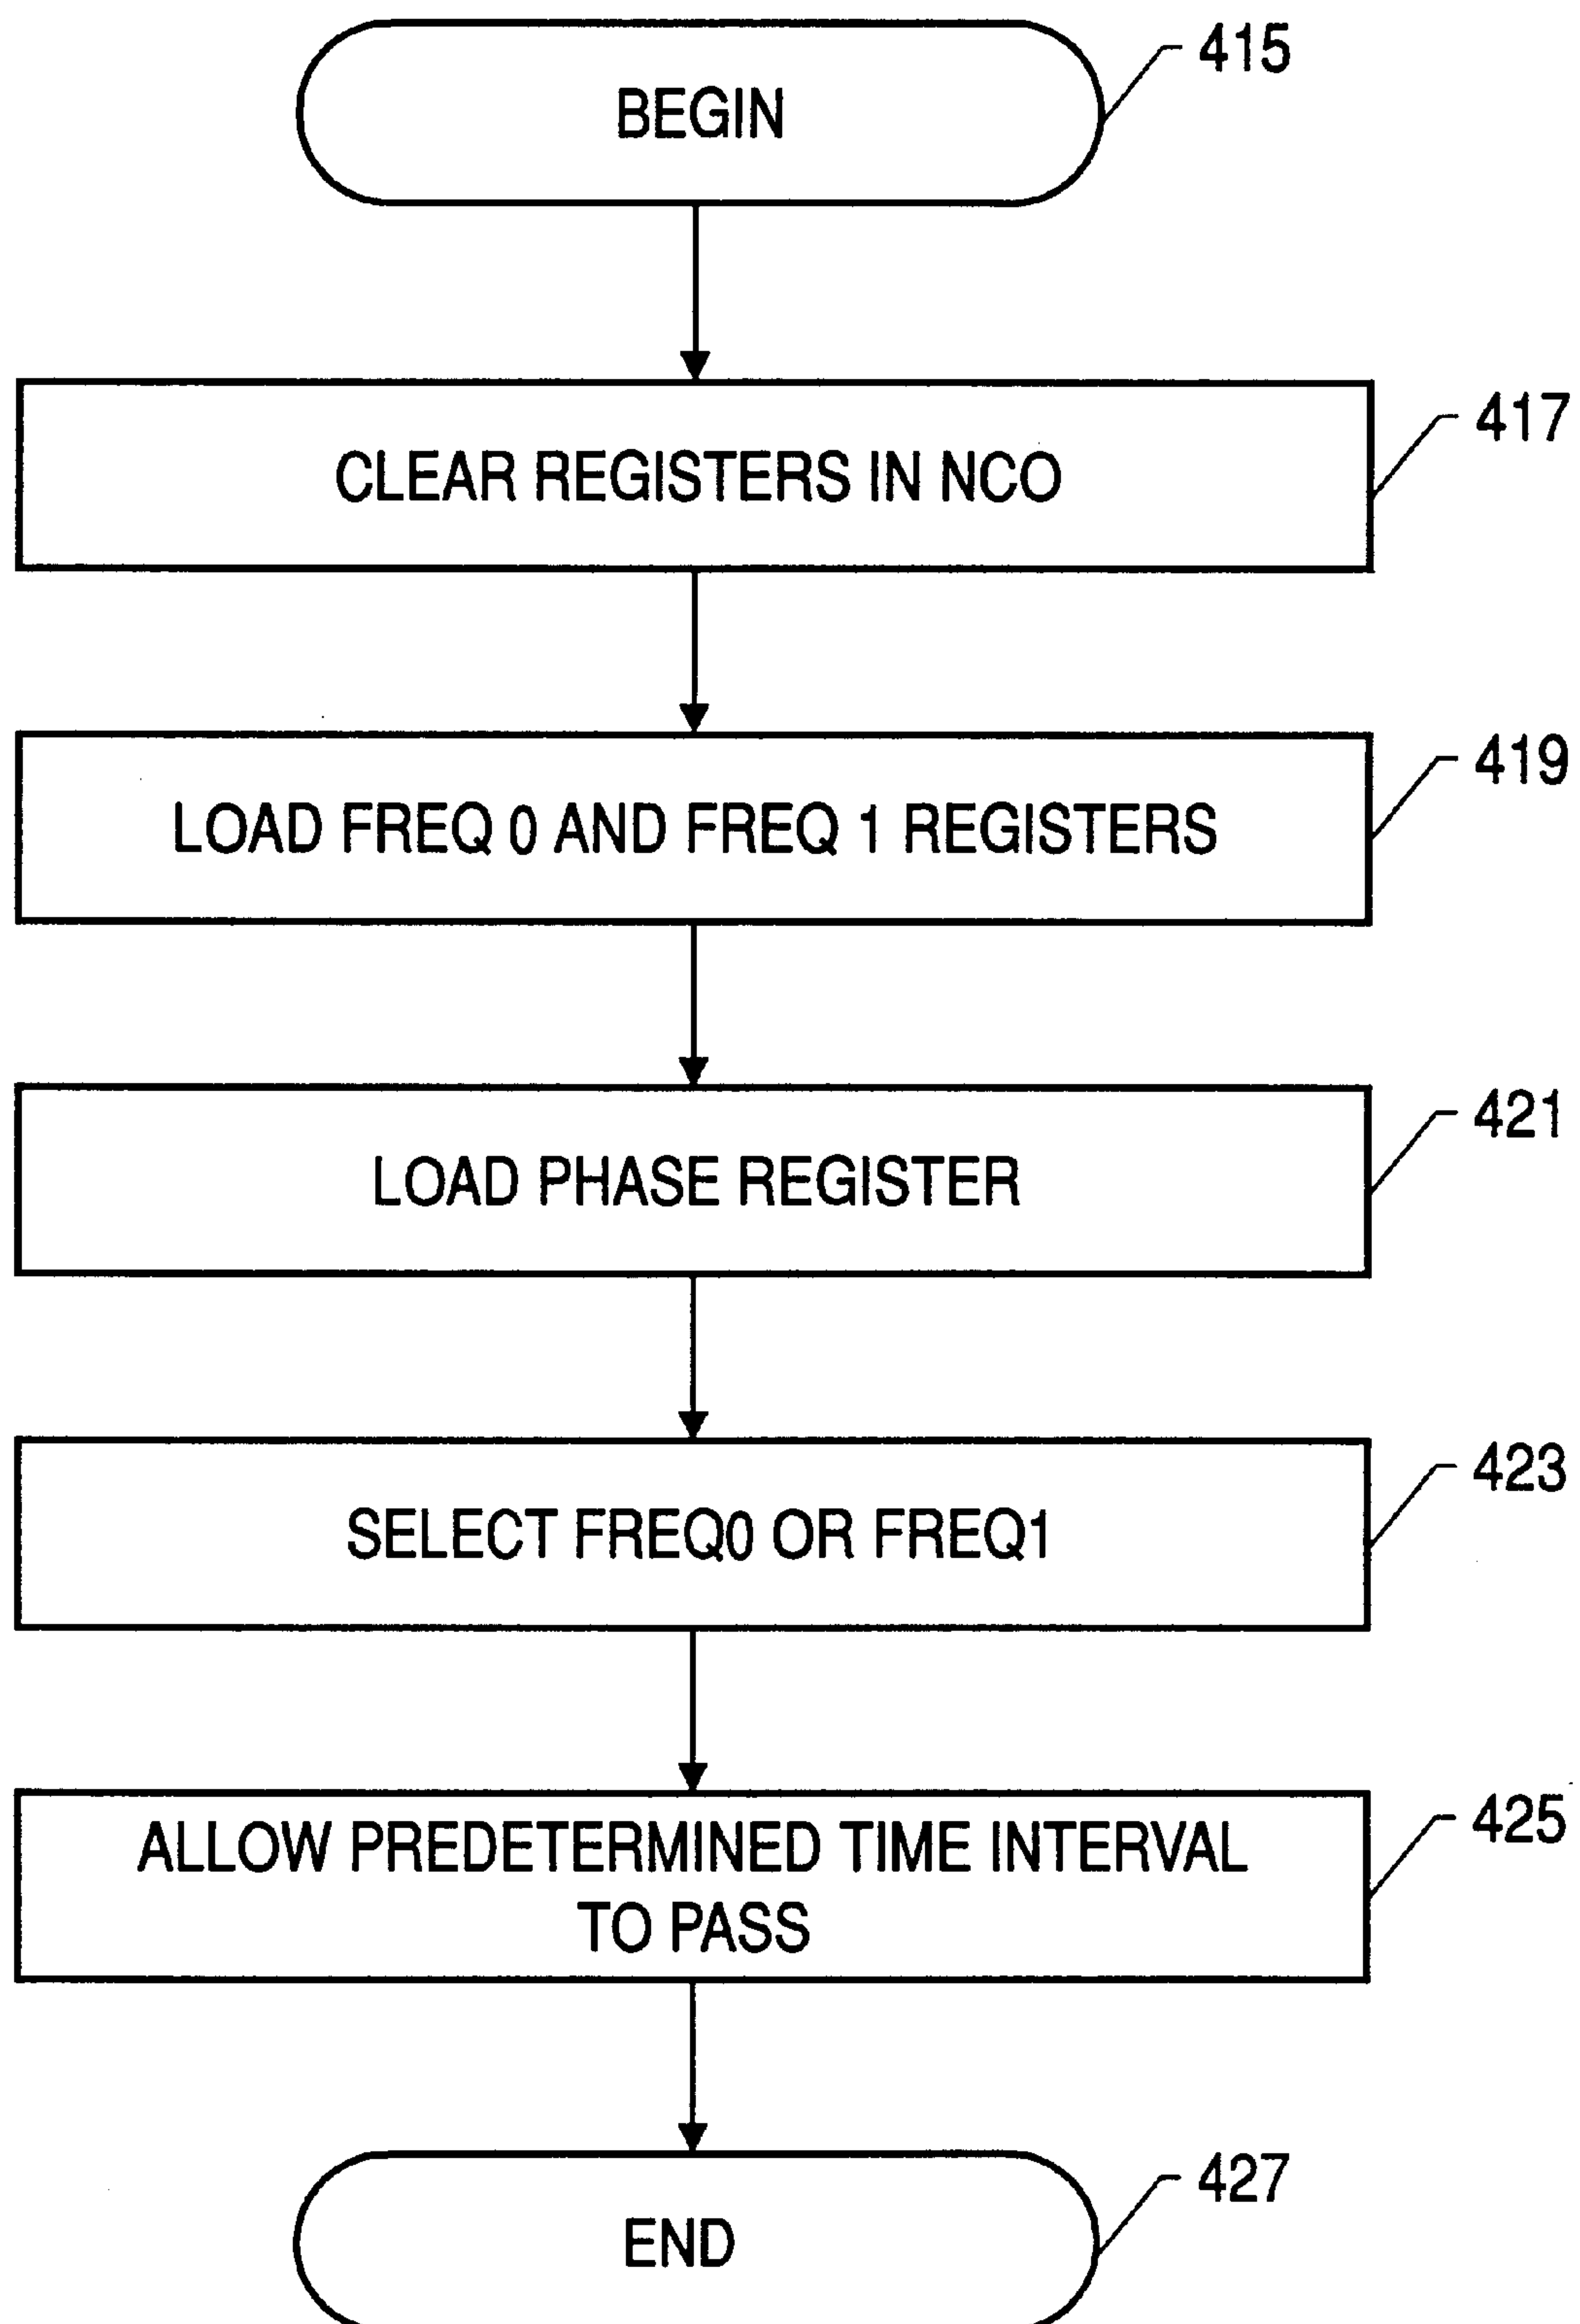 BEGIN
415
CLEAR REGISTERS IN NCO
417
LOAD FREQ 0 AND FREQ 1 REGISTERS
419
LOAD PHASE REGISTER
421
SELECT FREQ0 OR FREQ1
423
ALLOW PREDETERMINED TIME INTERVAL
TO PASS
425
END
427